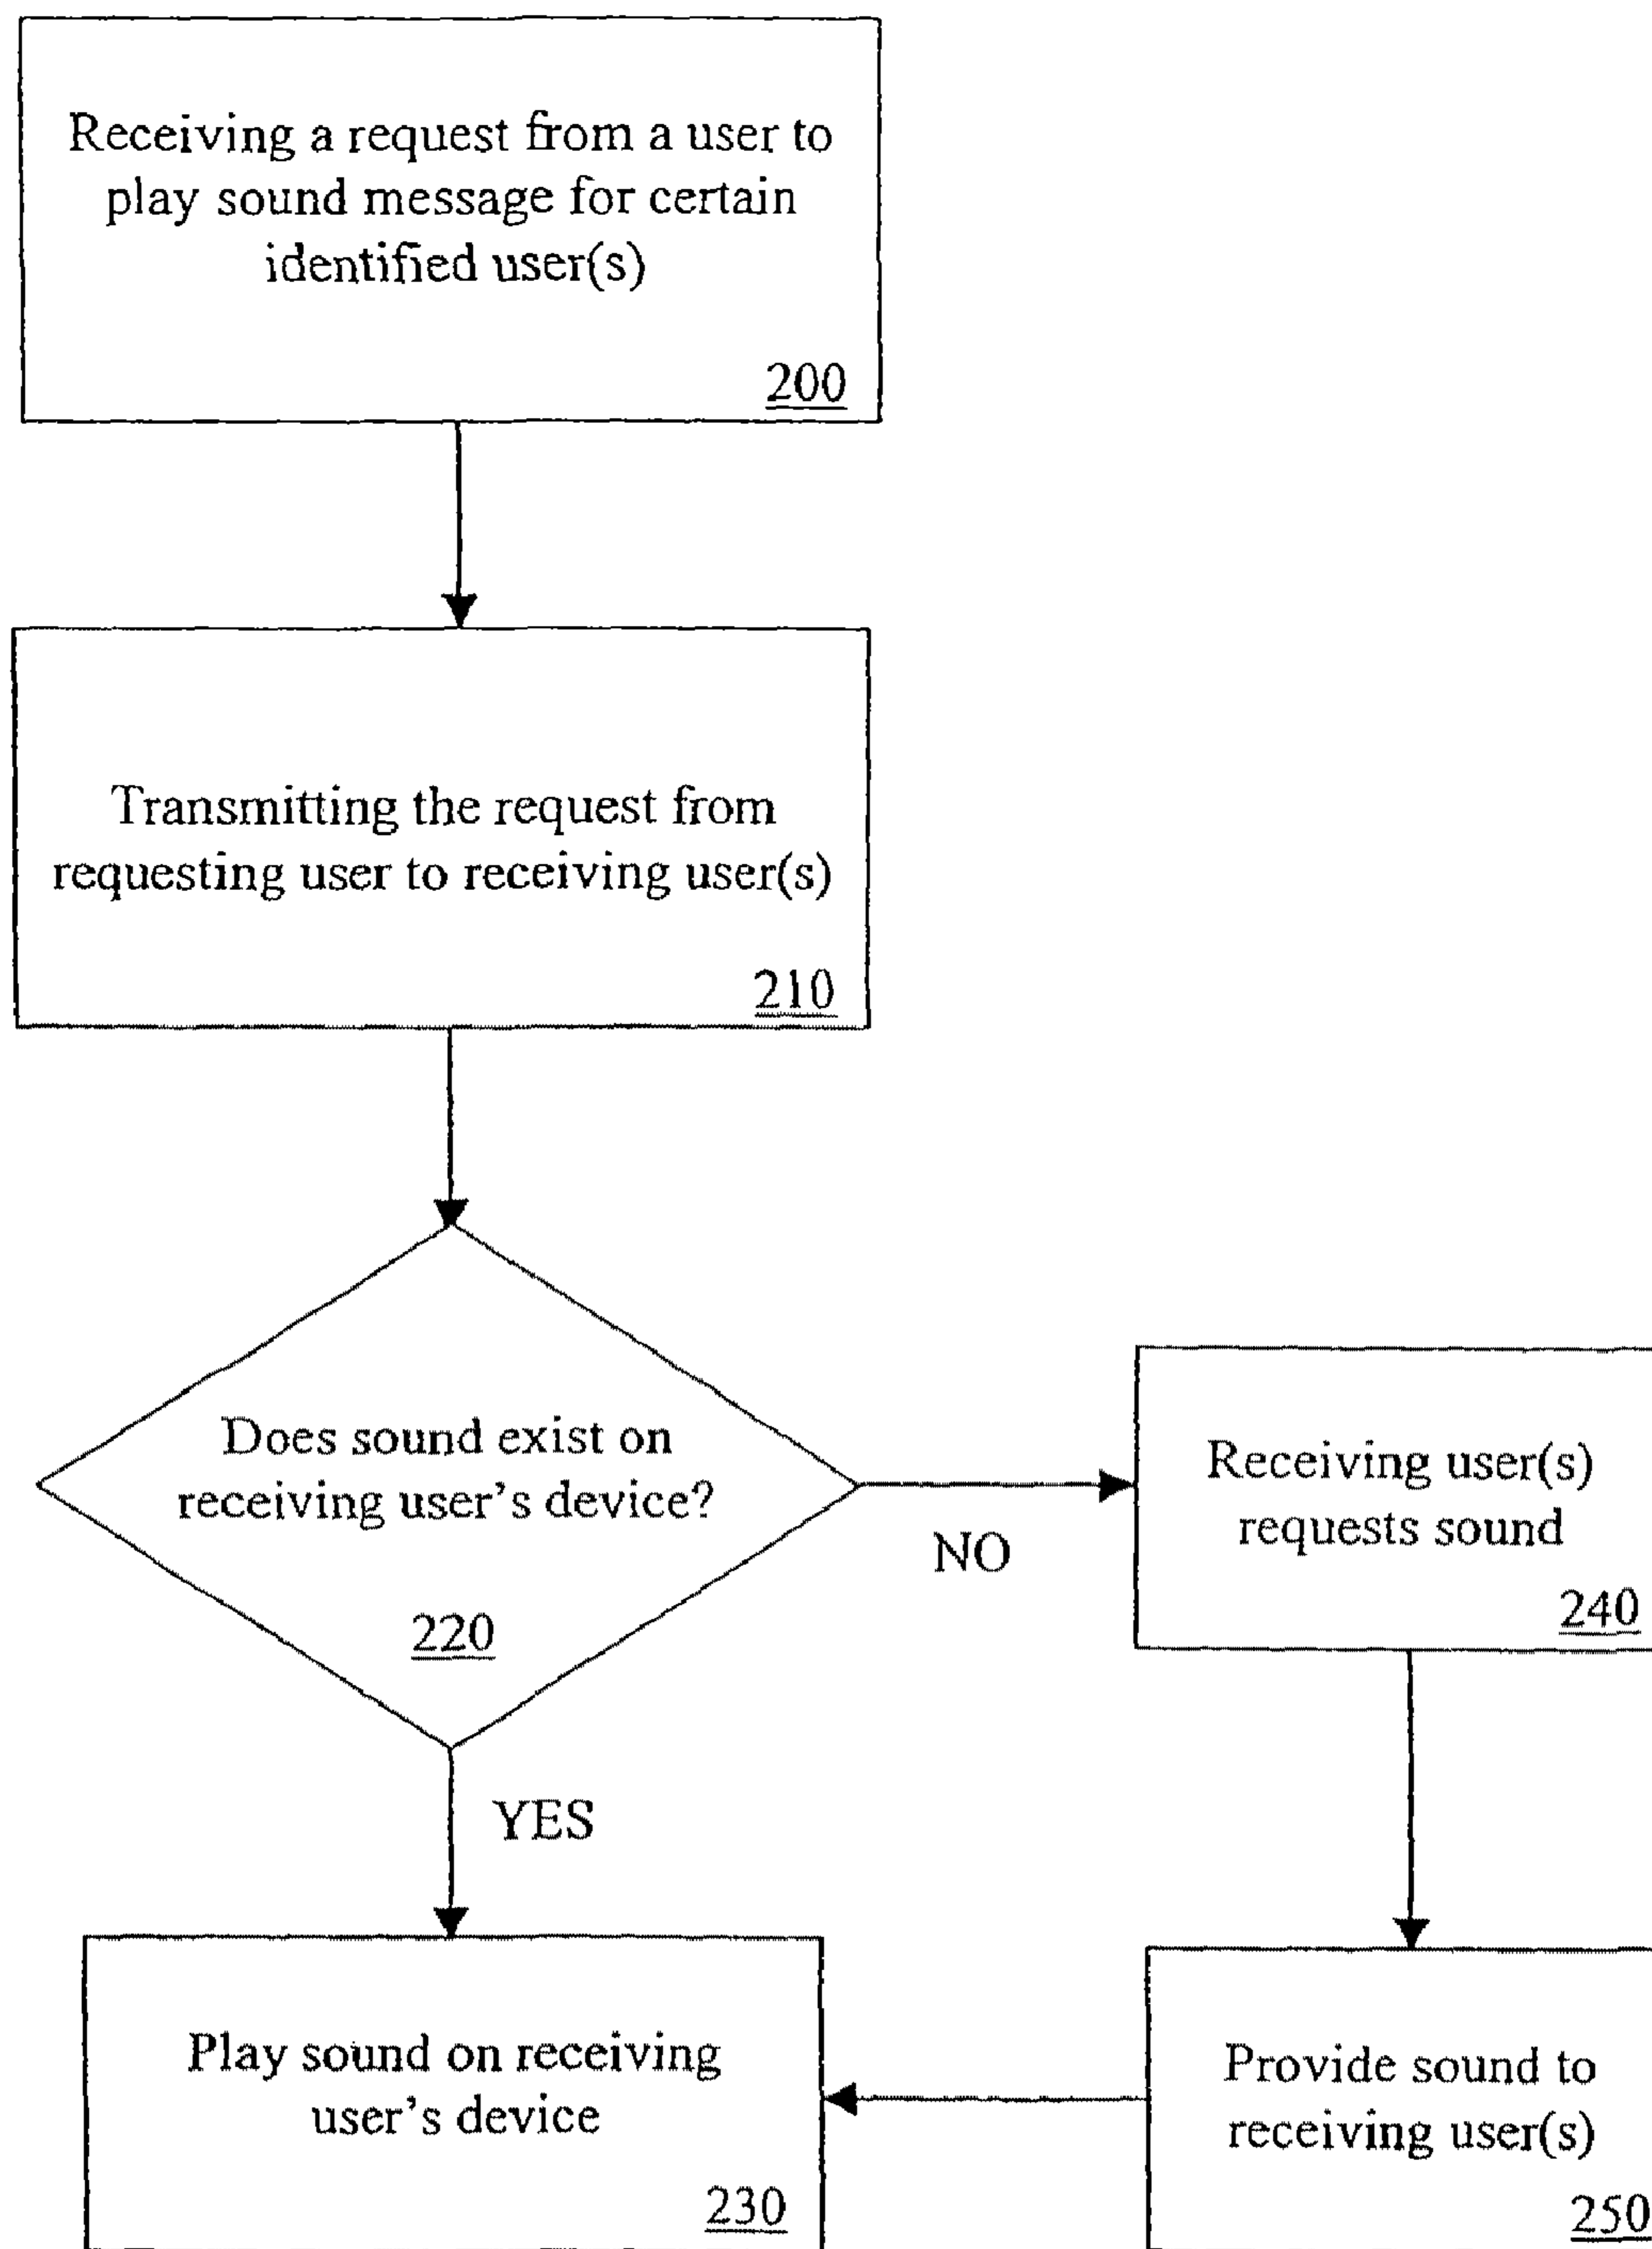 Receiving a request from a user to
play sound message for certain
identified user(s)
200
Transmitting the request from
requesting user to receiving user(s)
210
Does sound exist on
receiving user's device?
220
NO
Receiving user(s)
requests sound
240
YES
Play sound on receiving
user's device
230
Provide sound to
receiving user(s)
250